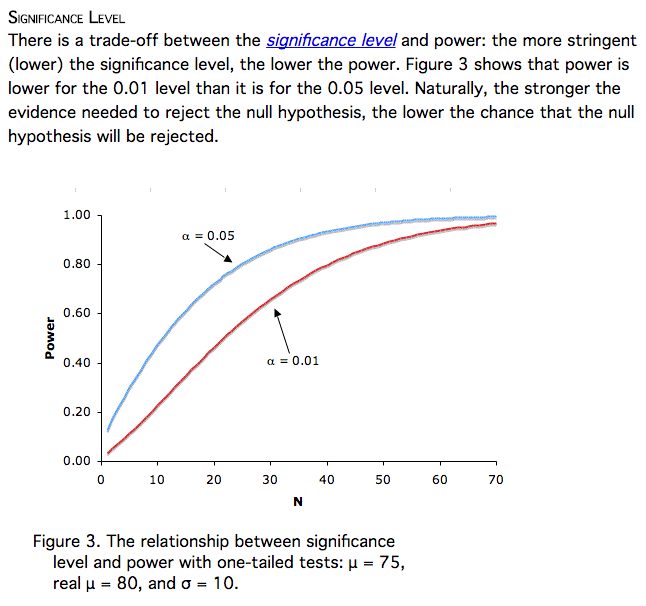 SIGNIFICANCE LEVEL
There is a trade-off between the significance level and power: the more stringent
(lower) the significance level, the lower the power. Figure 3 shows that power is
lower for the 0.01 level than it is for the 0.05 level. Naturally, the stronger the
evidence needed to reject the null hypothesis, the lower the chance that the null
hypothesis will be rejected.
1.00
α = 0.05
0.80
0.60
Power
0.40
α = 0.01
0.20
0.00
0 10 20 30 40 50 60 70
N
Figure 3. The relationship between significance
level and power with one-tailed tests: μ = 75,
real μ = 80, and σ = 10.